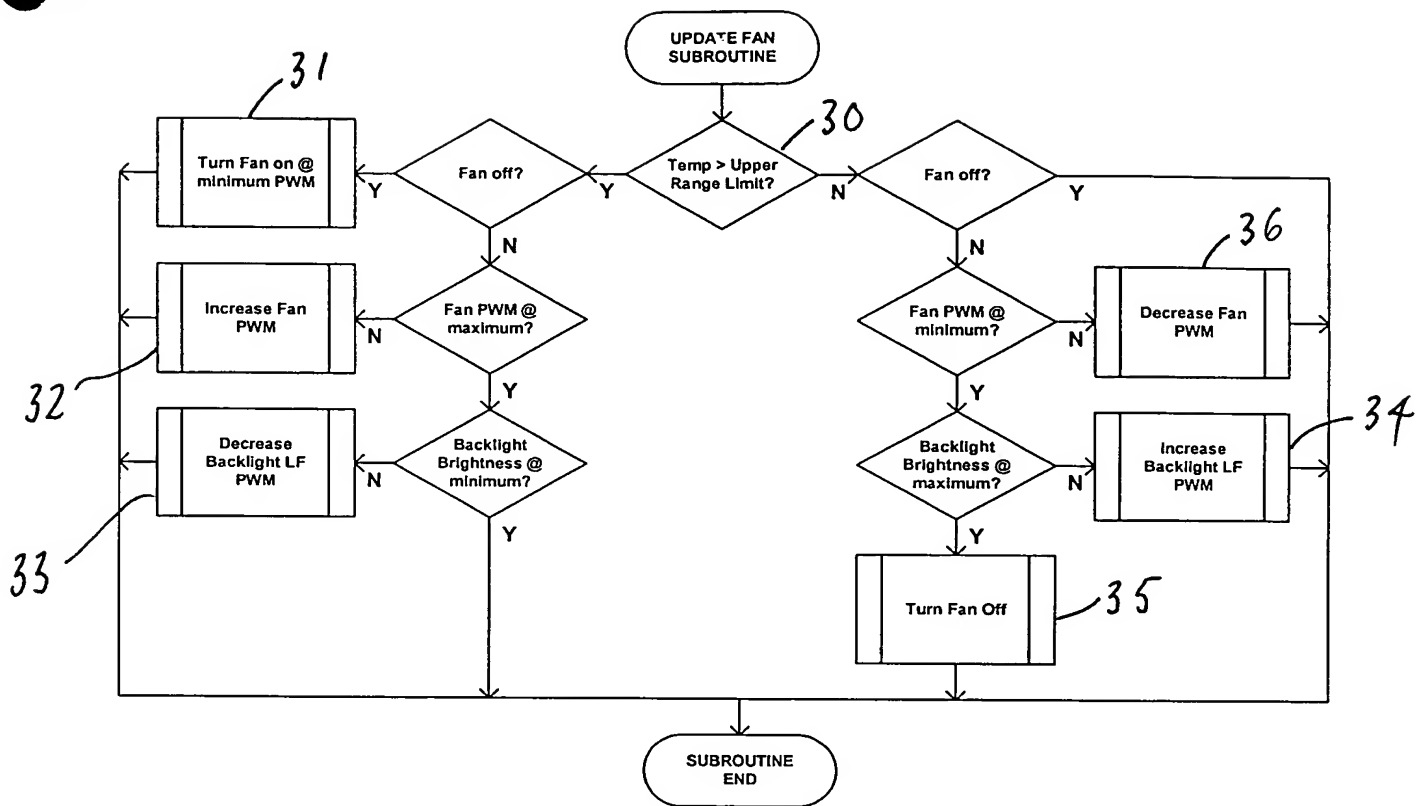 UPDATE FAN
SUBROUTINE
31
30
Turn Fan on @
minimum PWM
Y
Fan off?
Y
Temp > Upper
Range Limit?
N
Fan off?
Y
N
N
36
Increase Fan
PWM
N
Fan PWM @
maximum?
Fan PWM @
minimum?
N
Decrease Fan
PWM
32
Y
Y
34
Decrease
Backlight LF
PWM
N
Backlight
Brightness @
minimum?
Backlight
Brightness @
maximum?
N
Increase
Backlight LF
PWM
33
Y
Y
Turn Fan Off
35
SUBROUTINE
END